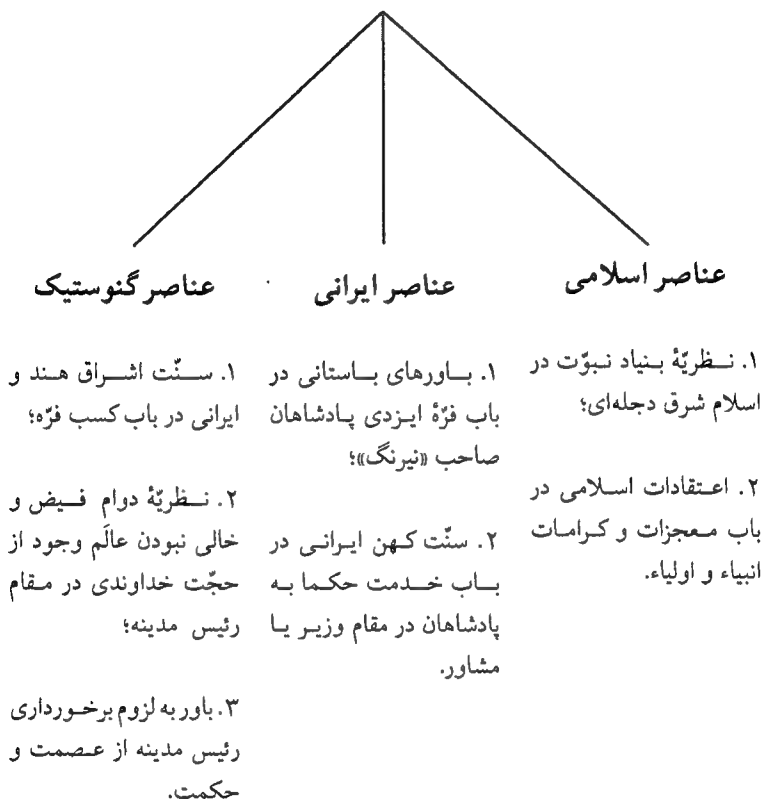 عناصر اسلامی
۱. نظریّهٔ بنیاد نبوّت در
اسلام شرق دجله‌ای؛
۲. اعتقادات اسلامی در
باب معجزات و کرامات
انبیاء و اولیاء.
عناصر ایرانی
۱. باورهای باستانی در
باب فرّهٔ ایزدی پادشاهان
صاحب «نیرنگ»؛
۲. سنّت کهن ایرانی در
باب خدمت حکما به
پادشاهان در مقام وزیر یا
مشاور.
عناصر گنوستیک
۱. سنّت اشراق هند و
ایرانی در باب کسب فرّه؛
۲. نظریّهٔ دوام فیض و
خالی نبودن عالَم وجود از
حجّت خداوندی در مقام
رئیس مدینه؛
۳. باور به لزوم برخورداری
رئیس مدینه از عصمت و
حکمت.